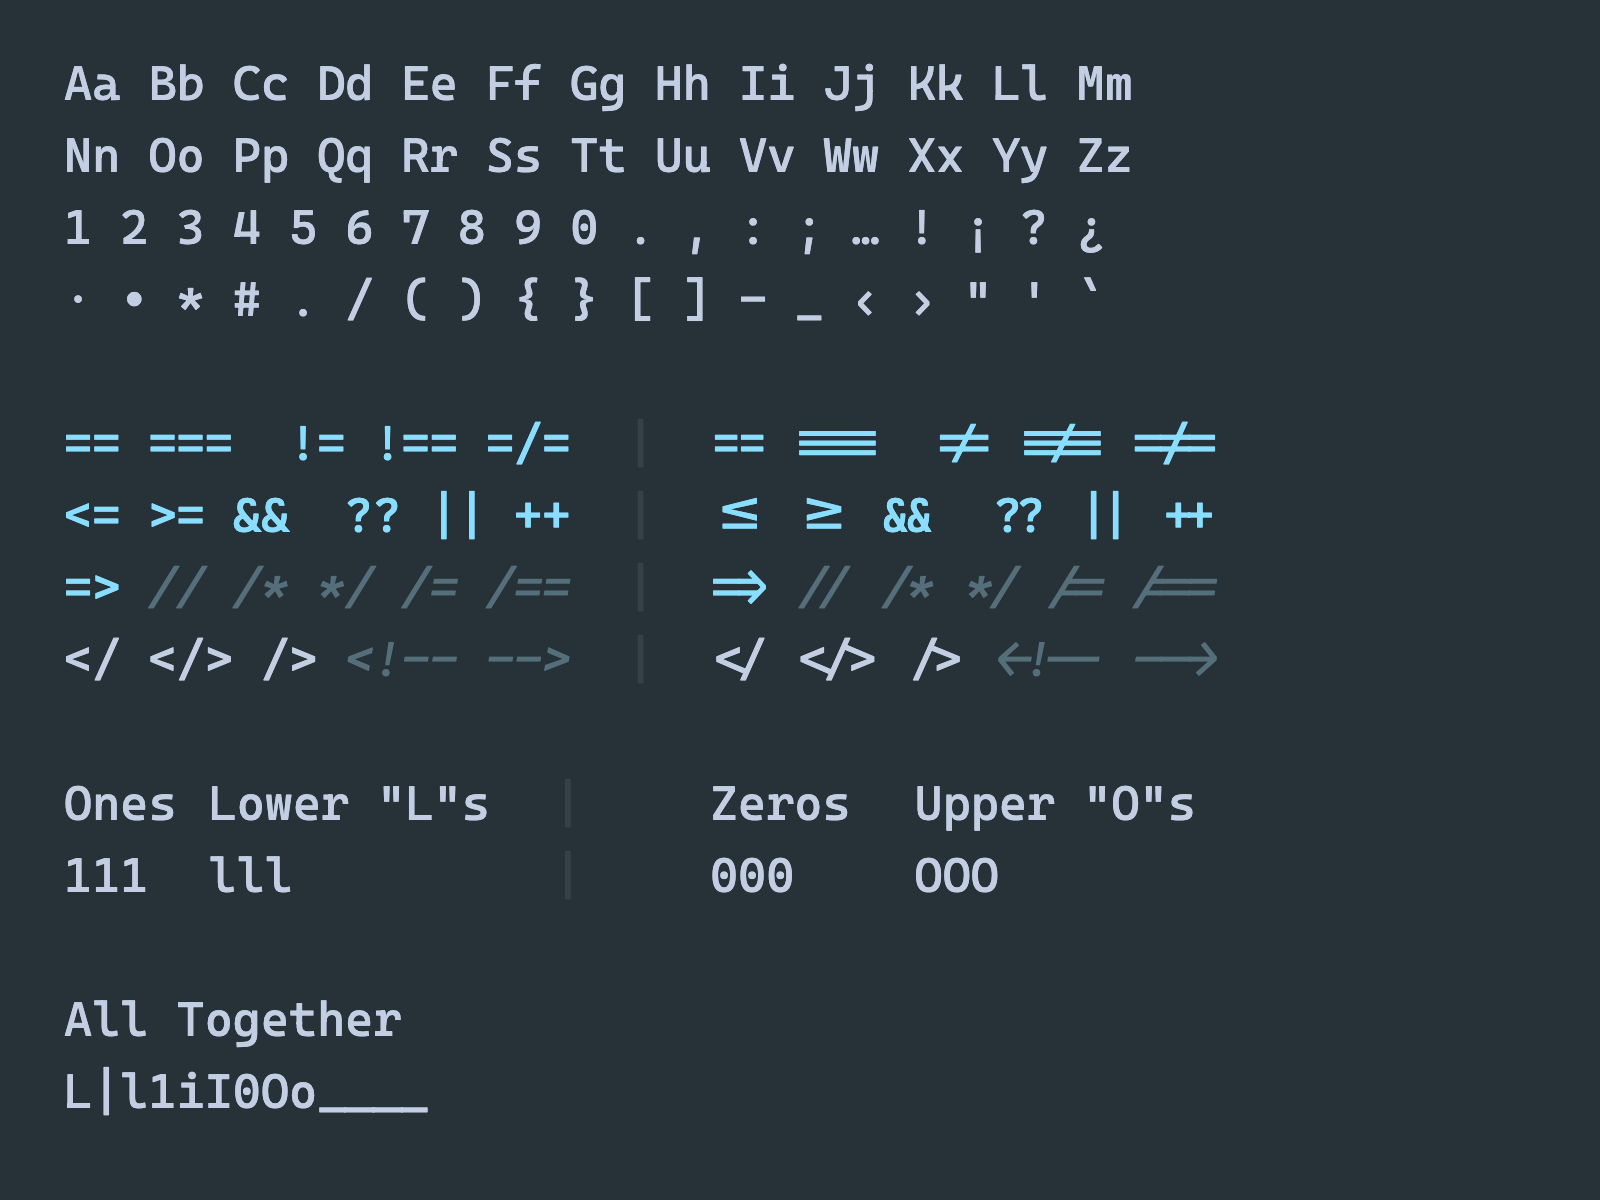 Aa Bb Cc Dd Ee Ff Gg Hh Ii Jj Kk Ll Mm
Nn Oo Pp Qq Rr Ss Tt Uu Vv Ww Xx Yy Zz
1 2 3 4 5 6 7 8 9 0 . , : ; … ! ¡ ? ¿
· • * # . / ( ) { } [ ] - _ ‹ › " ' `
== === != !== =/= | == === != !== =/=
<= >= && ?? || ++ | <= >= && ?? || ++
=> // /* */ /= /== | => // /* */ /= /==
</ </> /> <!-- --> | </ </> /> <!-- -->
Ones Lower "L"s | Zeros Upper "O"s
111 lll | 000 OOO
All Together
L|l1iI0Oo____